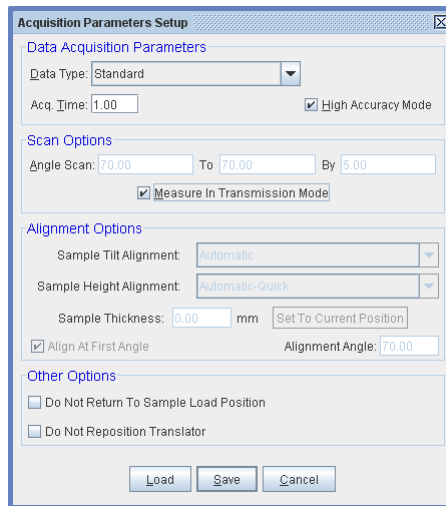 Acquisition Parameters Setup
Data Acquisition Parameters
Data Type: Standard
Acq. Time: 1.00 High Accuracy Mode
Scan Options
Angle Scan: 70.00 To 70.00 By 5.00
Measure In Transmission Mode
Alignment Options
Sample Tilt Alignment: Automatic
Sample Height Alignment: Automatic-Quick
Sample Thickness: 0.00 mm Set To Current Position
Align At First Angle Alignment Angle: 70.00
Other Options
Do Not Return To Sample Load Position
Do Not Reposition Translator
Load Save Cancel